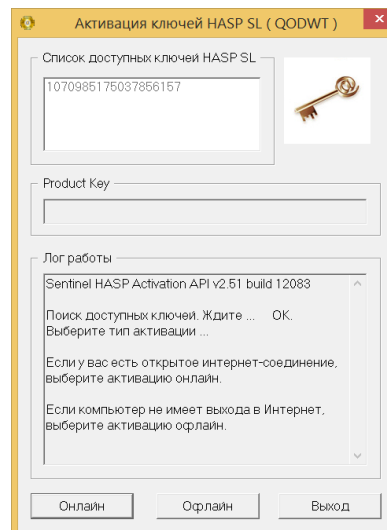 Активация ключей HASP SL ( QODWT )
Список доступных ключей HASP SL
1070985175037856157
Product Key
Лог работы
Sentinel HASP Activation API v2.51 build 12083
Поиск доступных ключей. Ждите ... OK.
Выберите тип активации ...
Если у вас есть открытое интернет-соединение,
выберите активацию онлайн.
Если компьютер не имеет выхода в Интернет,
выберите активацию офлайн.
Онлайн
Офлайн
Выход